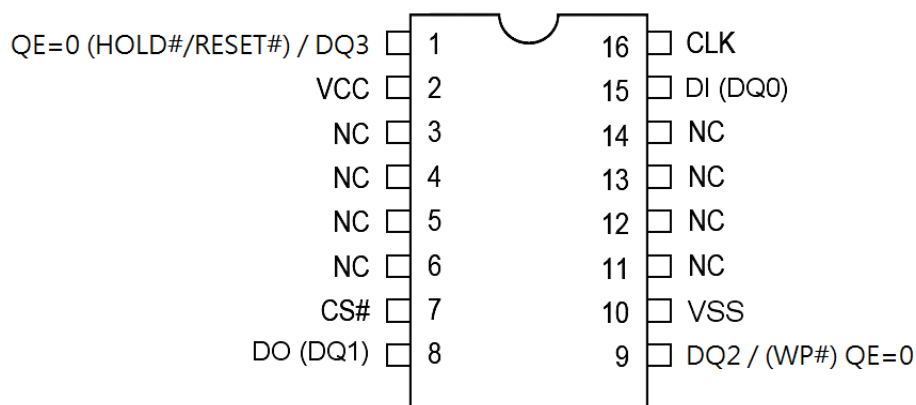 QE=0 (HOLD#/RESET#) / DQ3 1 16 CLK
VCC 2 15 DI (DQ0)
NC 3 14 NC
NC 4 13 NC
NC 5 12 NC
NC 6 11 NC
CS# 7 10 VSS
DO (DQ1) 8 9 DQ2 / (WP#) QE=0